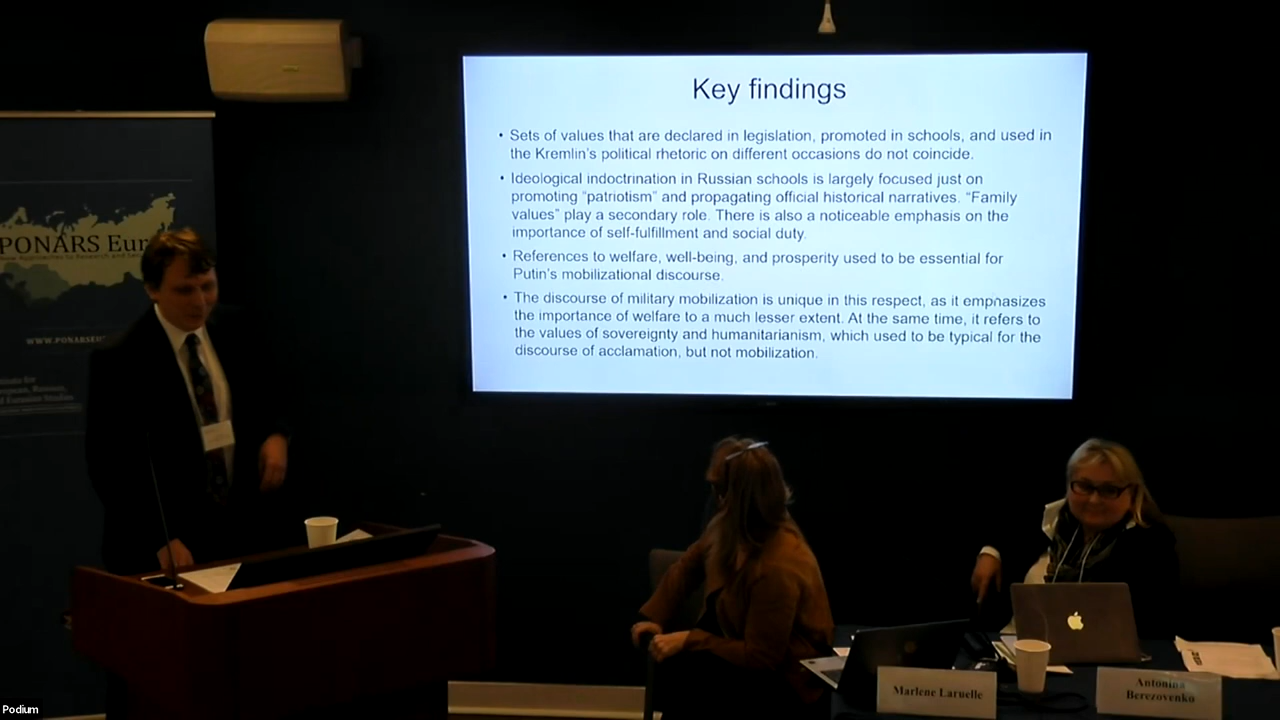 Key findings
• Sets of values that are declared in legislation, promoted in schools, and used in
the Kremlin's political rhetoric on different occasions do not coincide.
• Ideological indoctrination in Russian schools is largely focused just on
promoting "patriotism" and propagating official historical narratives. "Family
values" play a secondary role. There is also a noticeable emphasis on the
importance of self-fulfillment and social duty.
• References to welfare, well-being, and prosperity used to be essential for
Putin's mobilizational discourse.
• The discourse of military mobilization is unique in this respect, as it emphasizes
the importance of welfare to a much lesser extent. At the same time, it refers to
the values of sovereignty and humanitarianism, which used to be typical for the
discourse of acclamation, but not mobilization.
PONARS Eur
WWW.PONARSEU
Marlene Laruelle
Antonina
Berezovenko
Podium